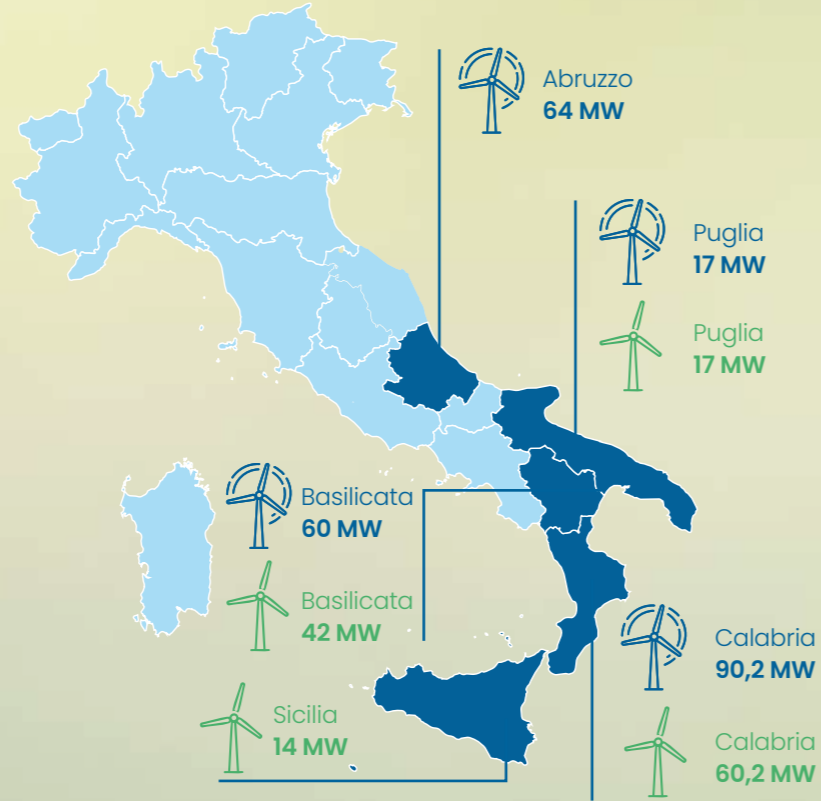 Abruzzo
64 MW
Puglia
17 MW
Puglia
17 MW
Basilicata
60 MW
Basilicata
42 MW
Sicilia
14 MW
Calabria
90,2 MW
Calabria
60,2 MW